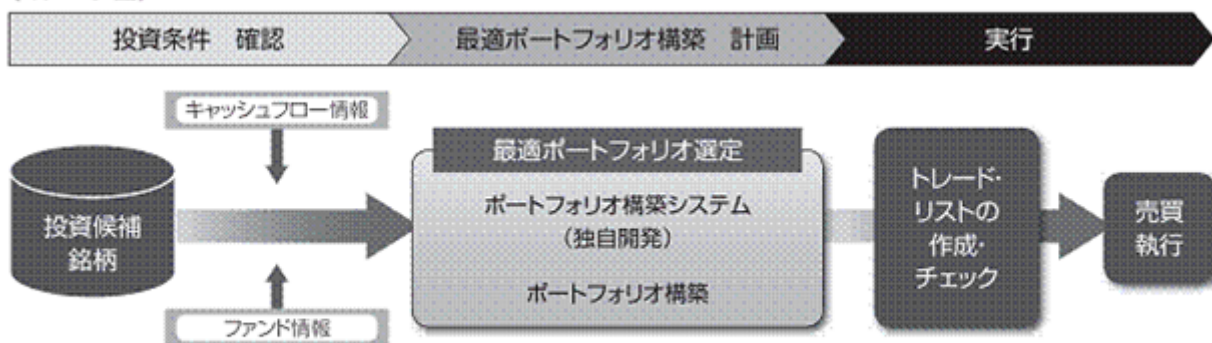 投資条件 確認
最適ポートフォリオ構築 計画
実行
キャッシュフロー情報
投資候補
銘柄
ファンド情報
最適ポートフォリオ選定
ポートフォリオ構築システム
(独自開発)
ポートフォリオ構築
トレード・
リストの
作成・
チェック
売買
執行